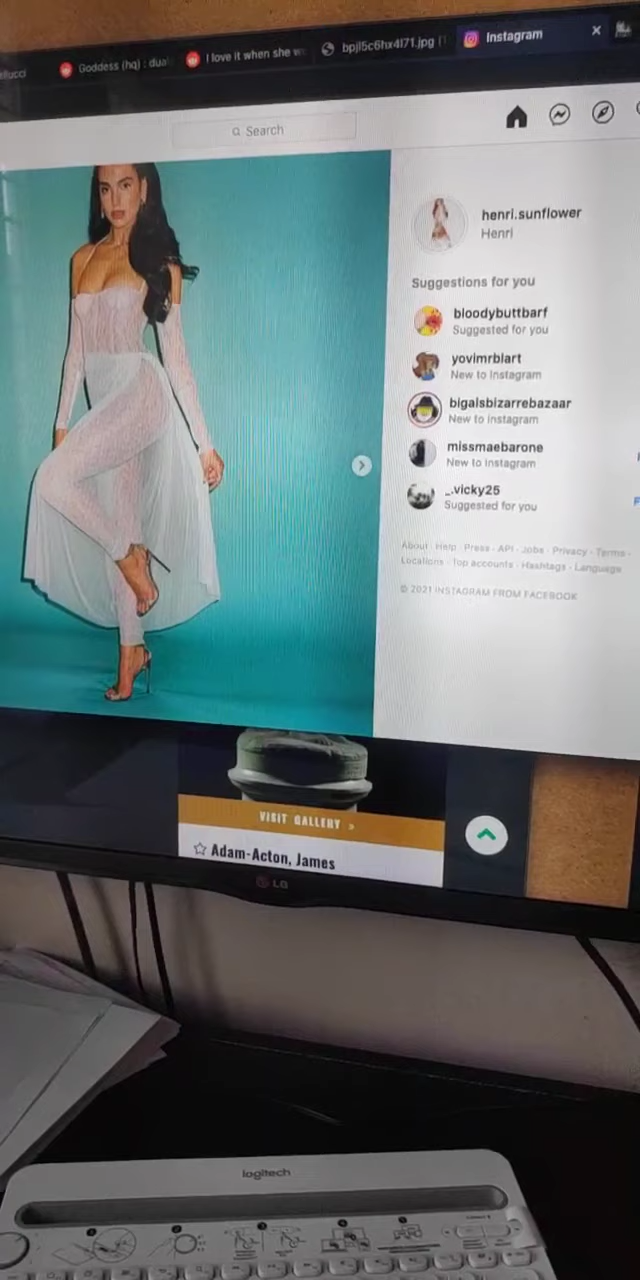 Goddess (hq) : dua
I love it when she w
bpjl5c6hx4l71.jpg (1
Instagram
Search
henri.sunflower
Henri
Suggestions for you
bloodybuttbarf
Suggested for you
yovimrblart
New to Instagram
bigalsbizarrebazaar
New to Instagram
missmaebarone
New to Instagram
_.vicky25
Suggested for you
About · Help · Press · API · Jobs · Privacy · Terms ·
Locations · Top accounts · Hashtags · Language
© 2021 INSTAGRAM FROM FACEBOOK
VISIT GALLERY »
Adam-Acton, James
LG
logitech